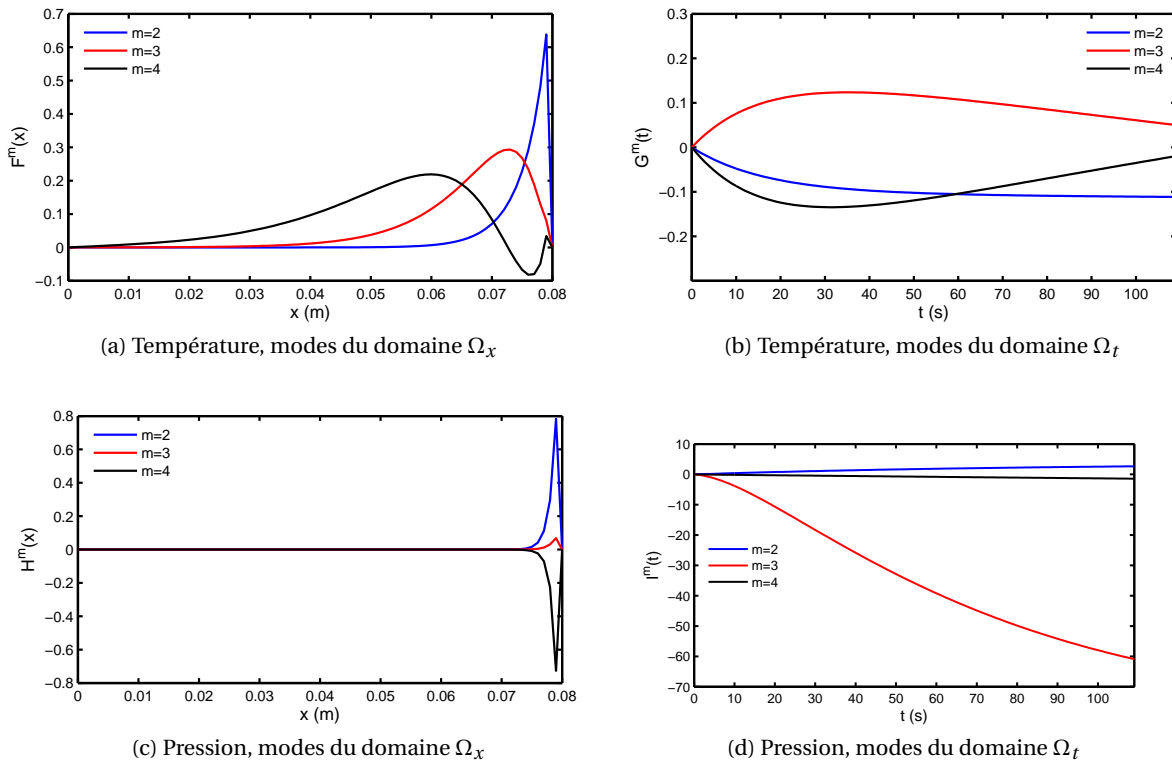 0.7
0.6
0.5
0.4
0.3
0.2
0.1
0
−0.1
F^m(x)
m=2
m=3
m=4
0 0.01 0.02 0.03 0.04 0.05 0.06 0.07 0.08
x (m)
(a) Température, modes du domaine Ω_x
0.3
0.2
0.1
0
−0.1
−0.2
G^m(t)
m=2
m=3
m=4
0 10 20 30 40 50 60 70 80 90 100
t (s)
(b) Température, modes du domaine Ω_t
0.8
0.6
0.4
0.2
0
−0.2
−0.4
−0.6
−0.8
H^m(x)
m=2
m=3
m=4
0 0.01 0.02 0.03 0.04 0.05 0.06 0.07 0.08
x (m)
(c) Pression, modes du domaine Ω_x
10
0
−10
−20
−30
−40
−50
−60
−70
I^m(t)
m=2
m=3
m=4
0 10 20 30 40 50 60 70 80 90 100
t (s)
(d) Pression, modes du domaine Ω_t